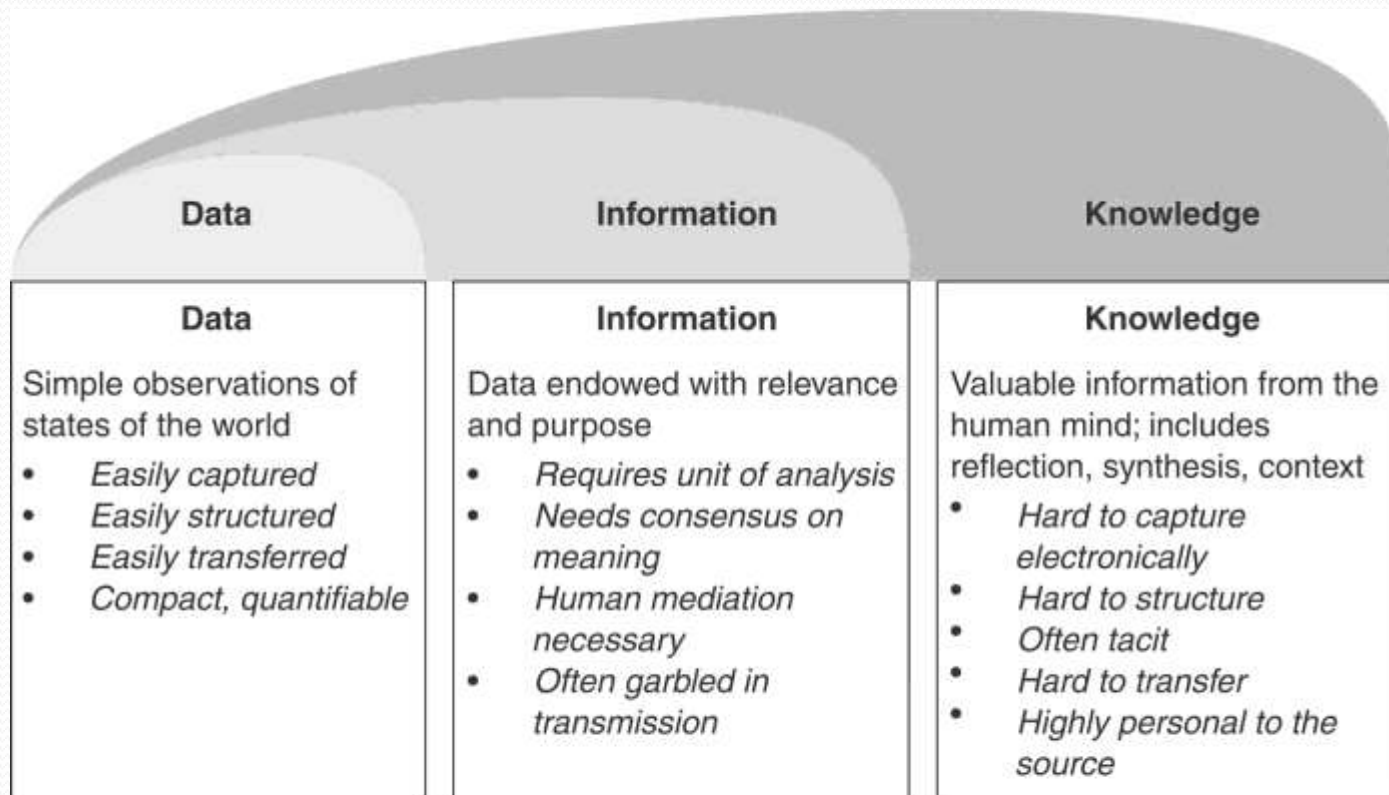 Data
Information
Knowledge
Data
Simple observations of
states of the world
• Easily captured
• Easily structured
• Easily transferred
• Compact, quantifiable
Information
Data endowed with relevance
and purpose
• Requires unit of analysis
• Needs consensus on
meaning
• Human mediation
necessary
• Often garbled in
transmission
Knowledge
Valuable information from the
human mind; includes
reflection, synthesis, context
• Hard to capture
electronically
• Hard to structure
• Often tacit
• Hard to transfer
• Highly personal to the
source